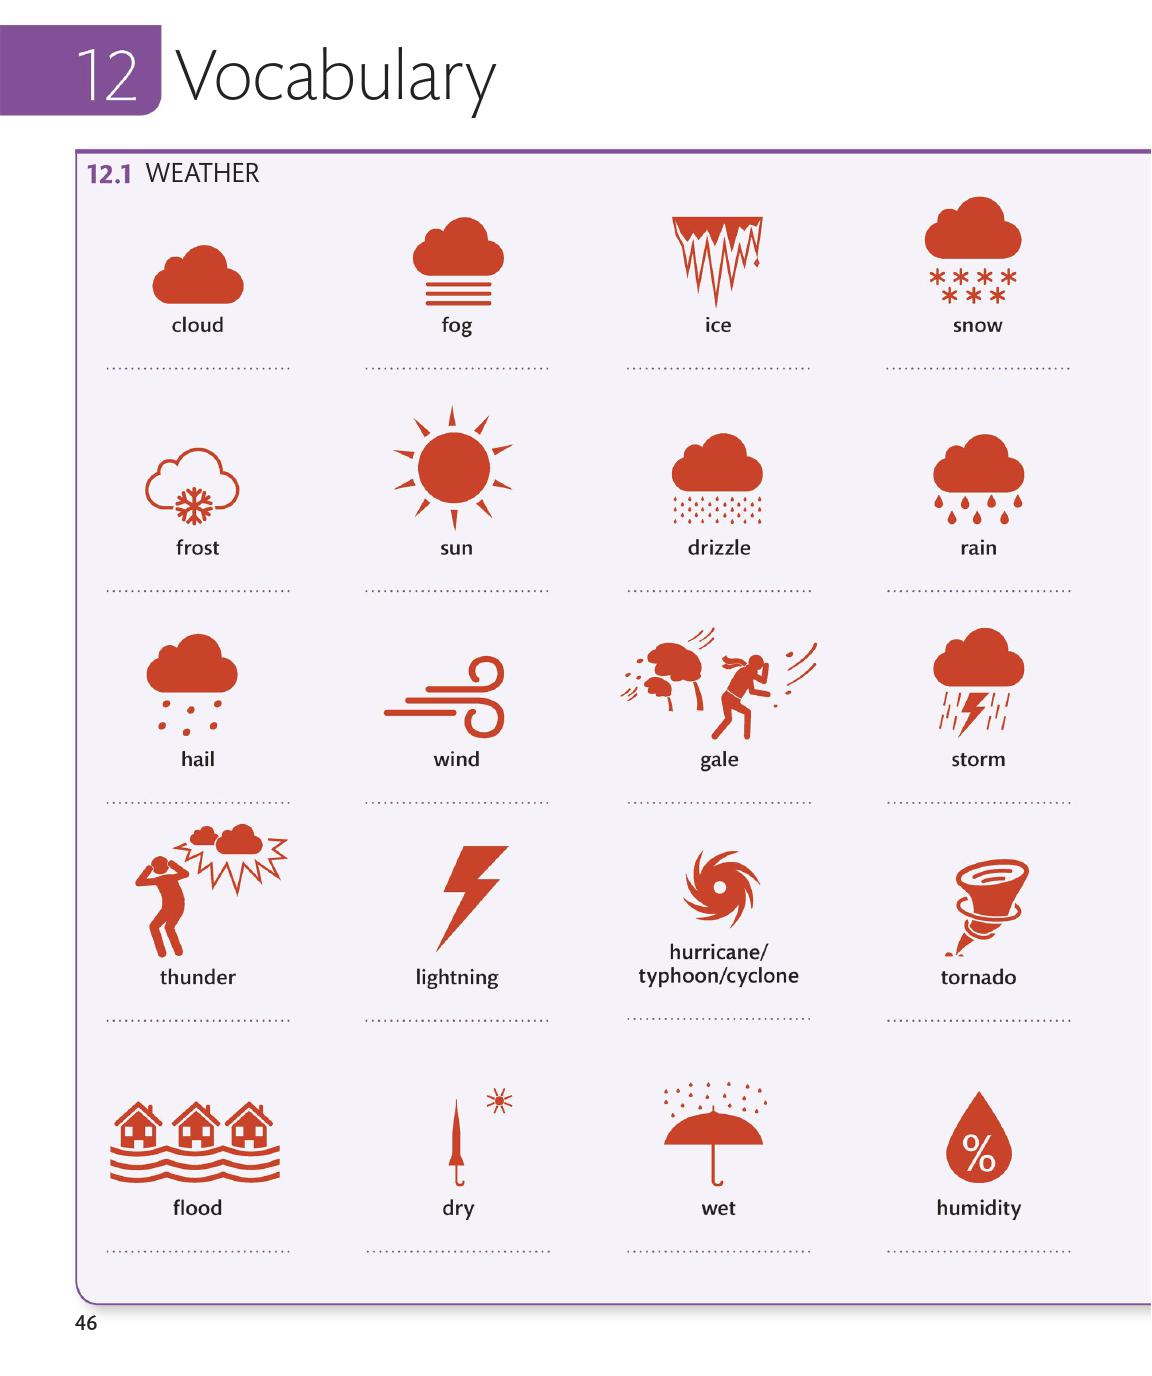 12 Vocabulary
12.1 WEATHER
cloud
fog
ice
snow
frost
sun
drizzle
rain
hail
wind
gale
storm
thunder
lightning
hurricane/
typhoon/cyclone
tornado
flood
dry
wet
%
humidity
46